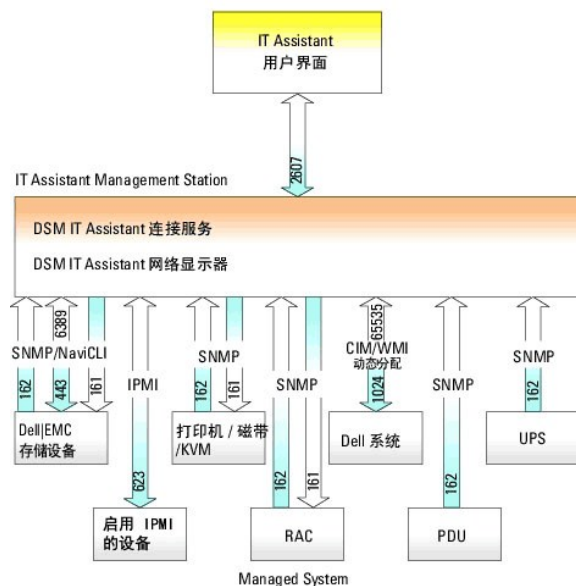 IT Assistant
用户界面
2607
IT Assistant Management Station
DSM IT Assistant 连接服务
DSM IT Assistant 网络显示器
6389
65535
SNMP/NaviCLI
IPMI
SNMP
SNMP
CIM/WMI
动态分配
SNMP
SNMP
162
443
161
162
161
1024
162
Dell|EMC
存储设备
打印机 / 磁带
/KVM
Dell 系统
UPS
623
162
161
162
启用 IPMI
的设备
RAC
PDU
Managed System